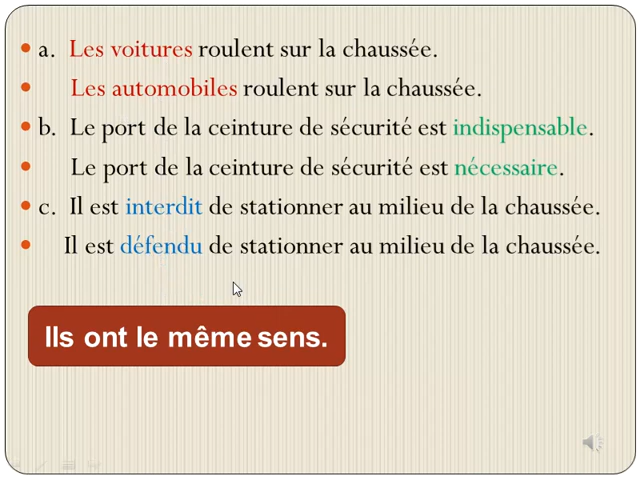 a. Les voitures roulent sur la chaussée.
Les automobiles roulent sur la chaussée.
b. Le port de la ceinture de sécurité est indispensable.
Le port de la ceinture de sécurité est nécessaire.
c. Il est interdit de stationner au milieu de la chaussée.
Il est défendu de stationner au milieu de la chaussée.
Ils ont le même sens.